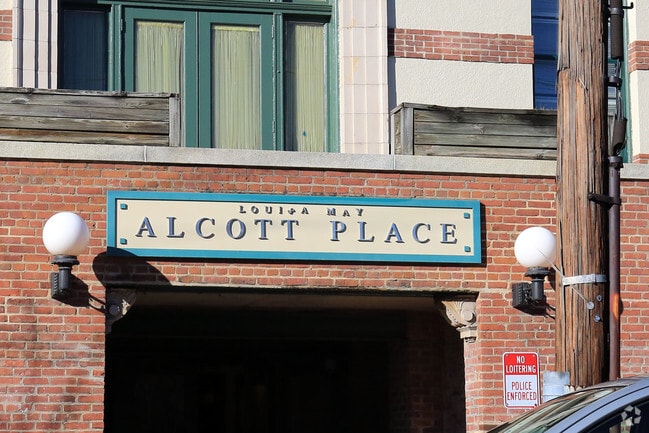 LOUISA MAY
ALCOTT PLACE
NO
LOITERING
POLICE
ENFORCED